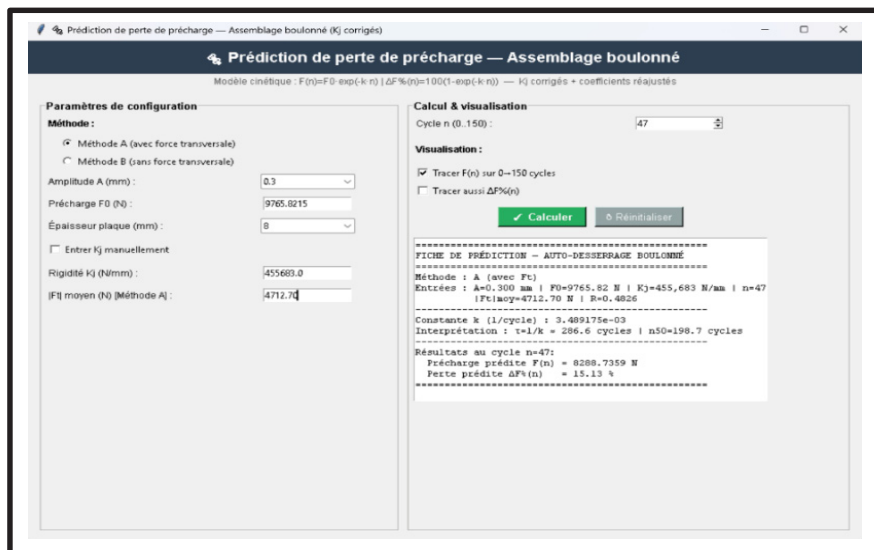 Prédiction de perte de précharge — Assemblage boulonné (Kj corrigés)
Prédiction de perte de précharge — Assemblage boulonné
Modèle cinétique : F(n)=F0·exp(-k·n) | ΔF%(n)=100(1-exp(-k·n)) — Kj corrigés + coefficients réajustés
Paramètres de configuration
Méthode :
Méthode A (avec force transversale)
Méthode B (sans force transversale)
Amplitude A (mm) :
0.3
Précharge F0 (N) :
9765.8215
Épaisseur plaque (mm) :
8
Entrer Kj manuellement
Rigidité Kj (N/mm) :
455683.0
|Ft| moyen (N) [Méthode A] :
4712.70
Calcul & visualisation
Cycle n (0..150) :
47
Visualisation :
Tracer F(n) sur 0→150 cycles
Tracer aussi ΔF%(n)
✓ Calculer
Réinitialiser
==================================================
FICHE DE PRÉDICTION — AUTO-DESSERRAGE BOULONNÉ
==================================================
Méthode : A (avec Ft)
Entrées : A=0.300 mm | F0=9765.82 N | Kj=455,683 N/mm | n=47
|Ft|moy=4712.70 N | R=0.4826
--------------------------------------------------
Constante k (1/cycle) : 3.489175e-03
Interprétation : τ=1/k = 286.6 cycles | n50=198.7 cycles
--------------------------------------------------
Résultats au cycle n=47:
Précharge prédite F(n) = 8288.7359 N
Perte prédite ΔF%(n) = 15.13 %
==================================================